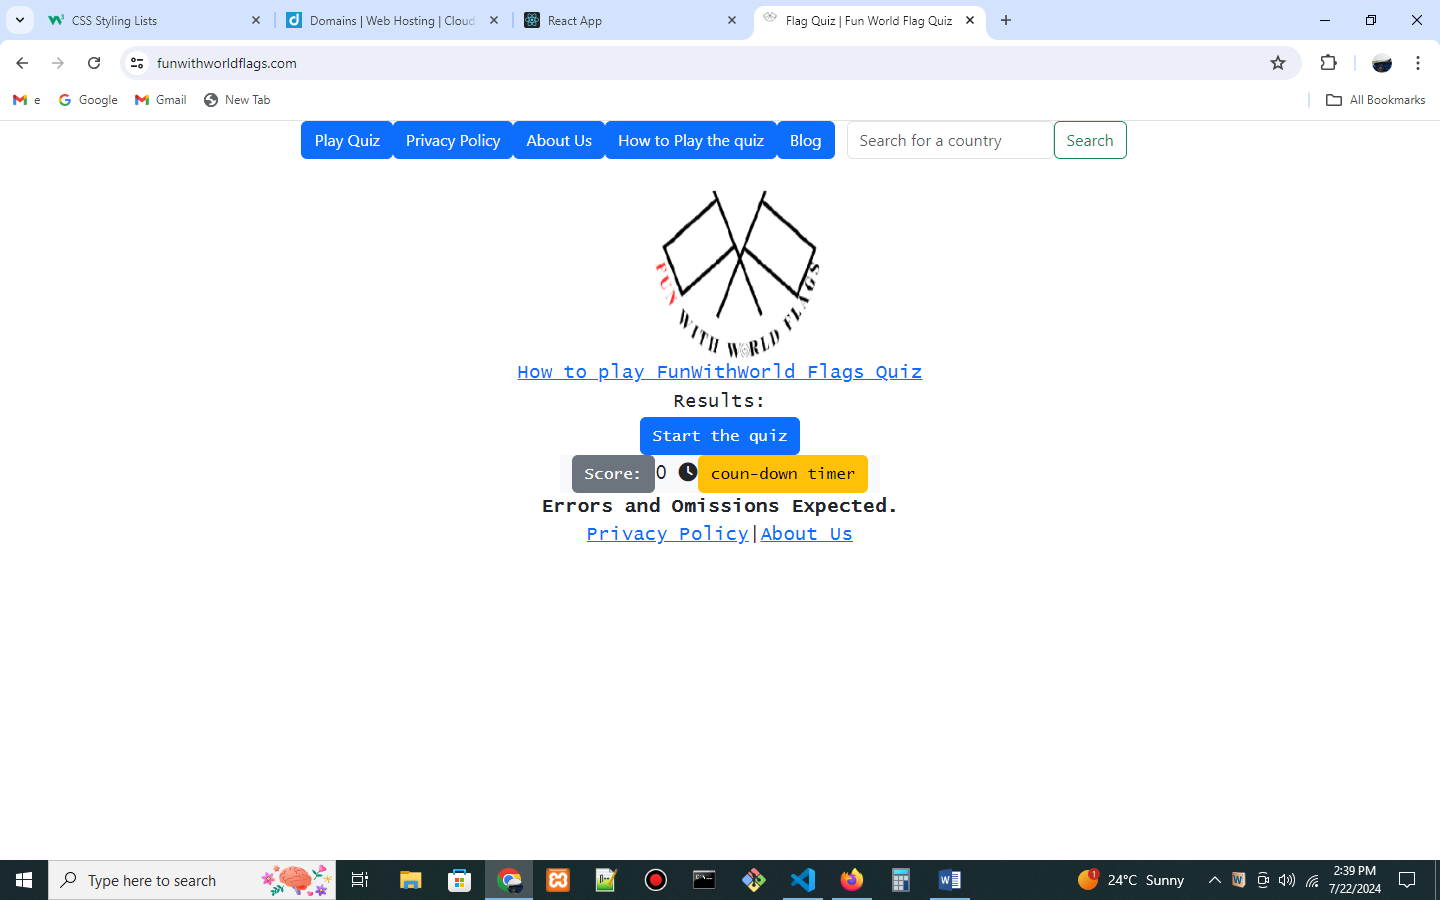 CSS Styling Lists
Domains | Web Hosting | Cloud
React App
Flag Quiz | Fun World Flag Quiz
funwithworldflags.com
e
Google
Gmail
New Tab
All Bookmarks
Play Quiz
Privacy Policy
About Us
How to Play the quiz
Blog
Search for a country
Search
FUN WITH WORLD FLAGS
How to play FunWithWorld Flags Quiz
Results:
Start the quiz
Score: 0 coun-down timer
Errors and Omissions Expected.
Privacy Policy|About Us
Type here to search
1
24°C Sunny
2:39 PM
7/22/2024